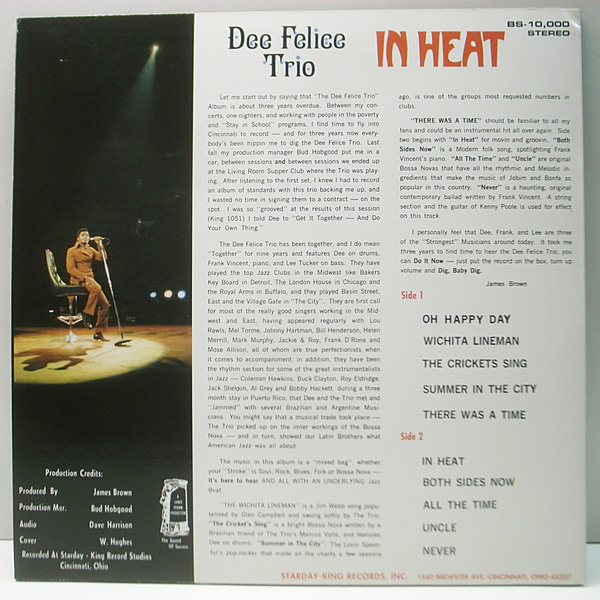 Dee Felice
Trio
IN HEAT
BS-10,000
STEREO
Let me start out by saying that "The Dee Felice Trio"
Album is about three years overdue. Between my con-
certs, one-nighters, and working with people in the poverty
and "Stay in School" programs, I find time to fly into
Cincinnati to record — and for three years now every-
body's been hippin me to dig the Dee Felice Trio. Last
fall my production manager Bud Hobgood put me in a
car, between sessions and between sessions we ended up
at the Living Room Supper Club where the Trio was play-
ing. After listening to the first set, I knew I had to record
an album of standards with this trio backing me up, and
I wasted no time in signing them to a contract — on the
spot. I was so "grooved" at the results of this session
(King 1051) I told Dee to "Get It Together — And Do
Your Own Thing."
The Dee Felice Trio has been together, and I do mean
"Together" for nine years and features Dee on drums,
Frank Vincent, piano, and Lee Tucker on bass. They have
played the top Jazz Clubs in the Midwest like Bakers
Key Board in Detroit, The London House in Chicago and
the Royal Arms in Buffalo, and they played Basin Street
East and the Village Gate in "The City". They are first call
for most of the really good singers working in the Mid-
west and East, having appeared regularly with Lou
Rawls, Mel Torme, Johnny Hartman, Bill Henderson, Helen
Merrill, Mark Murphy, Jackie & Roy, Frank D'Rone and
Mose Allison, all of whom are true perfectionists when
it comes to accompaniment, in addition, they have been
the rhythm section for some of the great instrumentalists
in Jazz — Coleman Hawkins, Buck Clayton, Roy Eldridge,
Jack Sheldon, Al Grey and Bobby Hackett, during a three
month stay in Puerto Rico, that Dee and the Trio met and
"Jammed" with several Brazilian and Argentine Musi-
cians. You might say that a musical trade took place —
The Trio picked up on the inner workings of the Bossa
Nova — and in turn, showed our Latin Brothers what
American Jazz was all about.
The music in this album is a "mixed bag", whether
your "Stroke" is Soul, Rock, Blues, Folk or Bossa Nova —
It's here to hear AND ALL WITH AN UNDERLYING Jazz
Beat.
"THE WICHITA LINEMAN" is a Jim Webb song popu-
larized by Glen Campbell and swung softly by The Trio.
"The Cricket's Sing" is a bright Bossa Nova written by a
Brazilian friend of The Trio's Marcus Valle, and features
Dee on drums. "Summer in The City", The Lovin Spoon-
ful's pop-rocker that made all the charts a few seasons
ago, is one of the groups most requested numbers in
clubs.
"THERE WAS A TIME" should be familiar to all my
fans and could be an instrumental hit all over again. Side
two begins with "In Heat" for movin and groovin. "Both
Sides Now" is a Modern folk song, spotlighting Frank
Vincent's piano. "All The Time" and "Uncle" are original
Bossa Novas that have all the rhythmic and Melodic in-
gredients that make the music of Jobim and Bonfa so
popular in this country. "Never" is a haunting, original
contemporary ballad written by Frank Vincent. A string
section and the guitar of Kenny Poole is used for effect
on this track.
I personally feel that Dee, Frank, and Lee are three
of the "Strongest" Musicians around today. It took me
three years to find time to hear the Dee Felice Trio, you
can Do It Now — just put the record on the box, turn up
volume and Dig, Baby Dig.
James Brown
Side 1
OH HAPPY DAY
WICHITA LINEMAN
THE CRICKETS SING
SUMMER IN THE CITY
THERE WAS A TIME
Side 2
IN HEAT
BOTH SIDES NOW
ALL THE TIME
UNCLE
NEVER
Production Credits:
Produced By James Brown
Production Mgr. Bud Hobgood
Audio Dave Harrison
Cover W. Hughes
Recorded At Starday - King Record Studios
Cincinnati, Ohio
A
JAMES
BROWN
PRODUCTION
The Sound
Of Success
STARDAY-KING RECORDS, INC. 1540 BREWSTER AVE. CINCINNATI, OHIO 45207